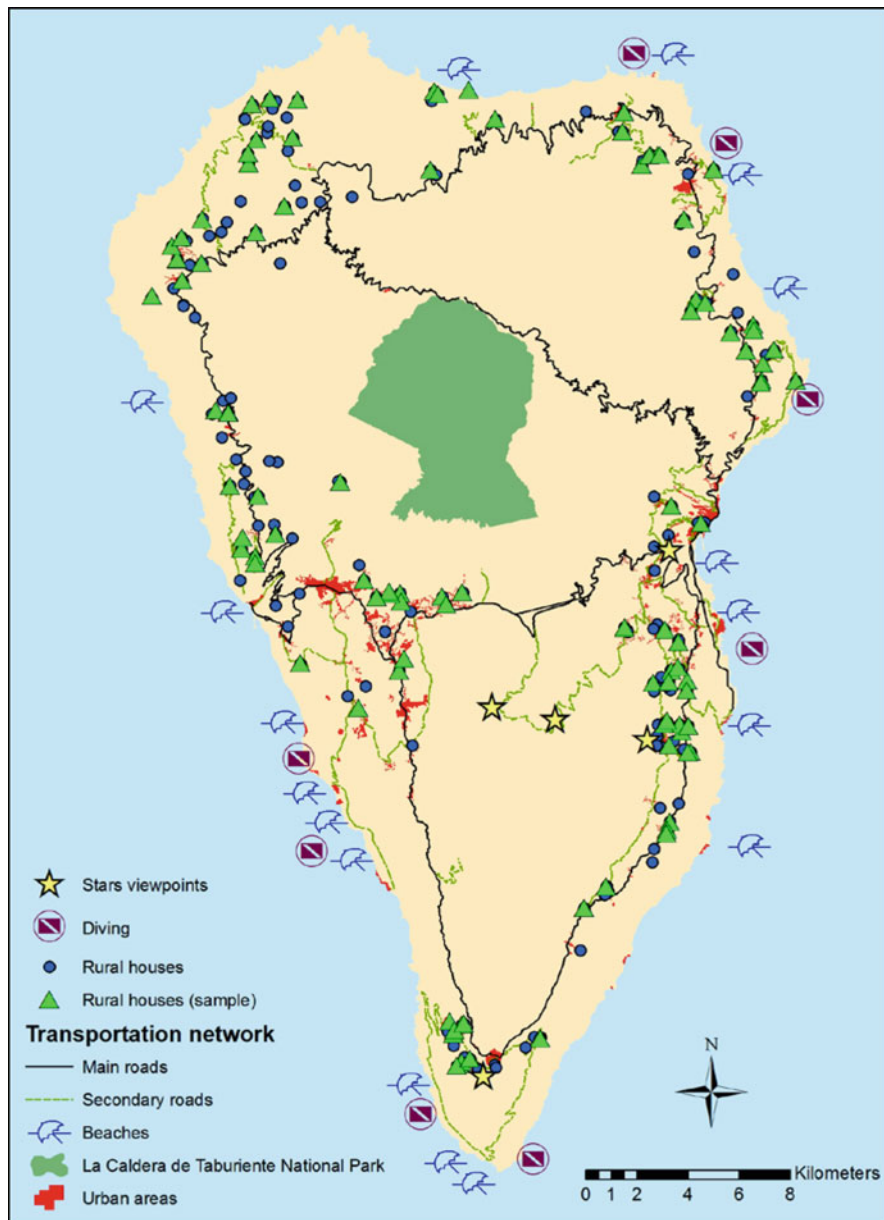 Stars viewpoints
Diving
Rural houses
Rural houses (sample)
Transportation network
Main roads
Secondary roads
Beaches
La Caldera de Taburiente National Park
Urban areas
N
Kilometers
0 1 2 4 6 8